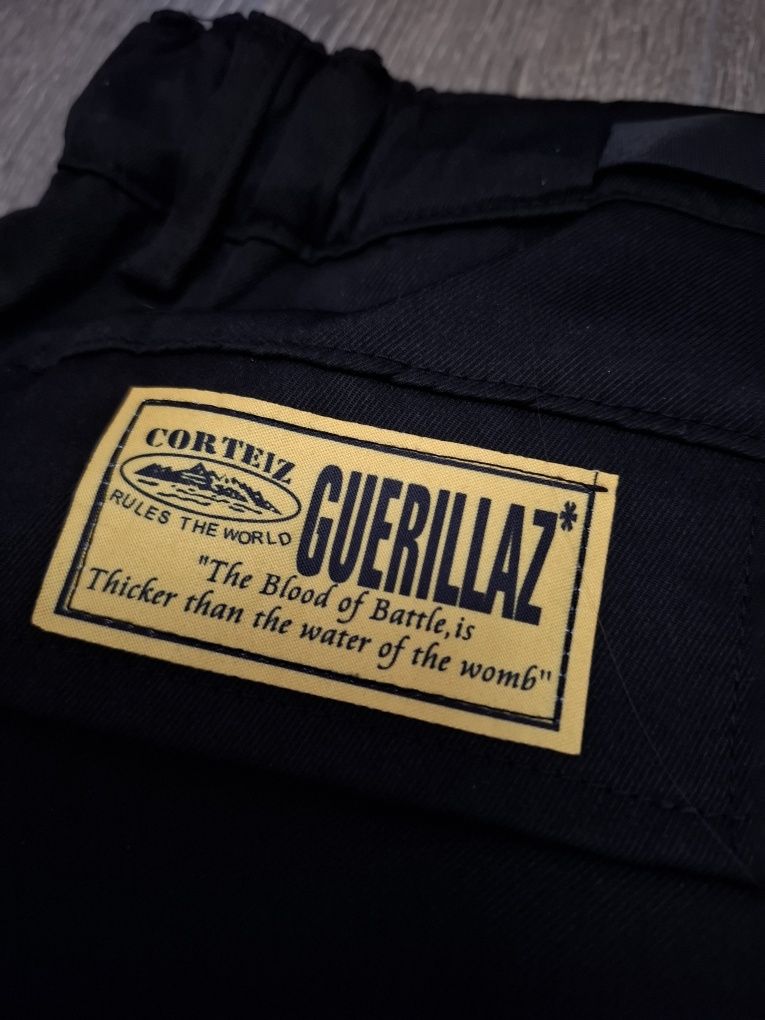 CORTEIZ
RULES THE WORLD
GUERILLAZ*
"The Blood of Battle,is
Thicker than the water of the womb"